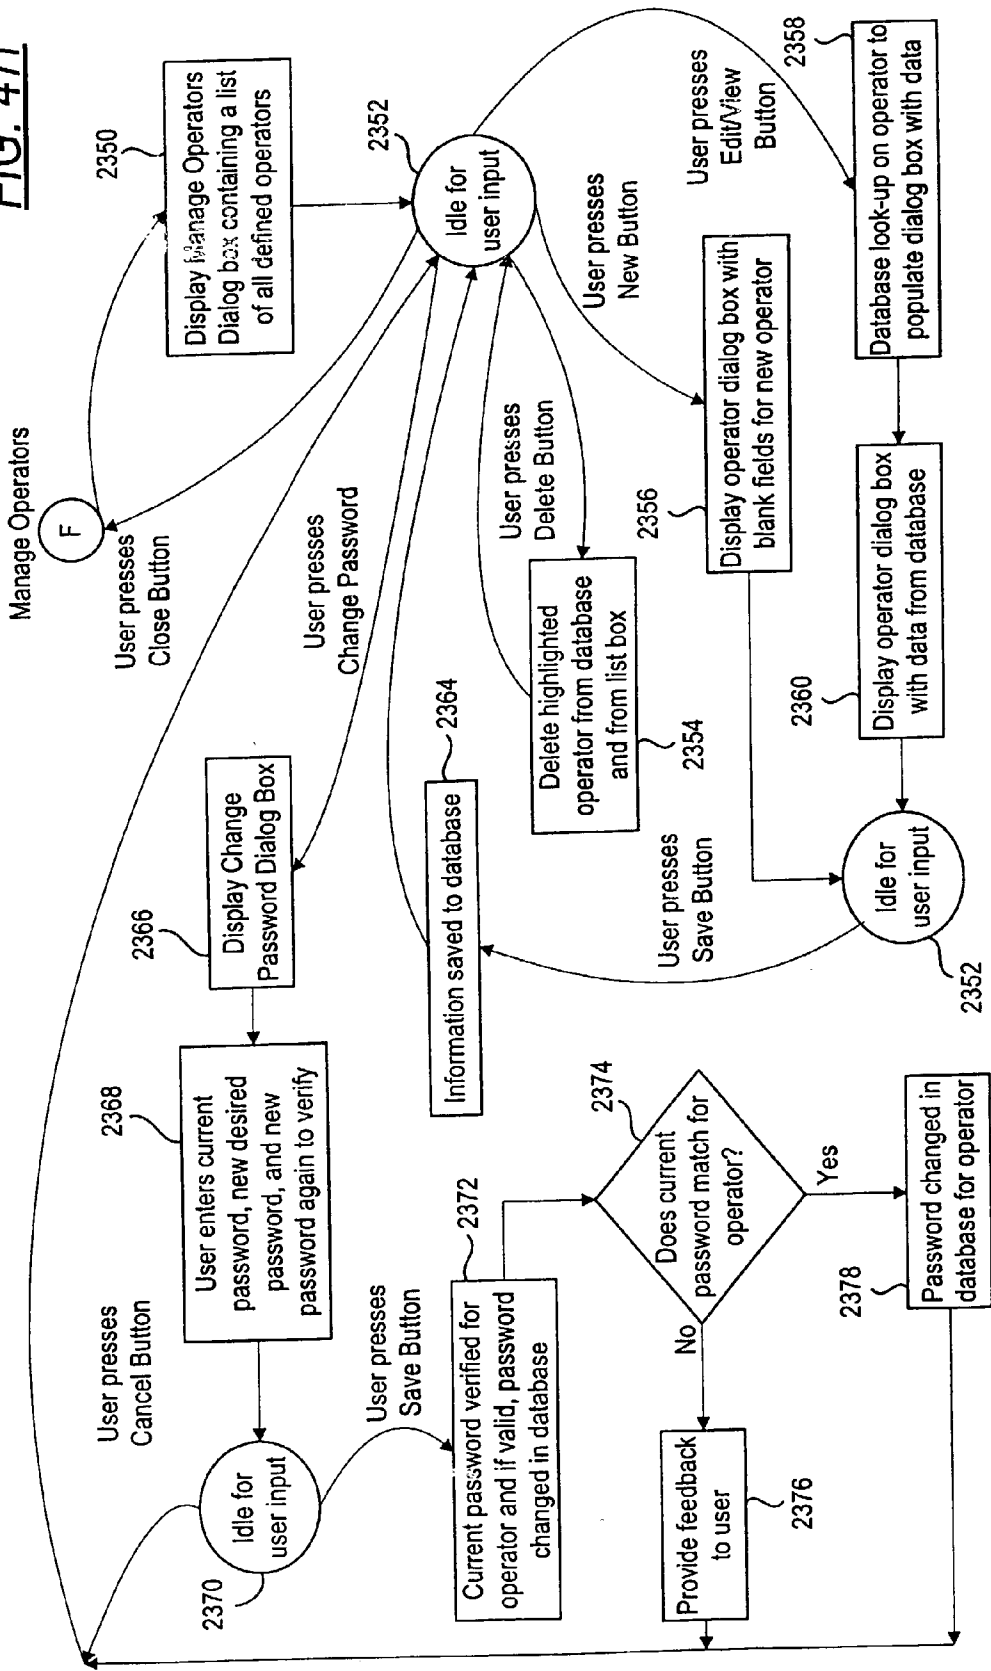 Manage Operators
F
User presses
Close Button
2350
Display Manage Operators
Dialog box containing a list
of all defined operators
2352
Idle for
user input
User presses
Edit/View
Button
2358
Database look-up on operator to
populate dialog box with data
User presses
New Button
2356
Display operator dialog box with
blank fields for new operator
User presses
Delete Button
Delete highlighted
operator from database
and from list box
2354
2360
Display operator dialog box
with data from database
Idle for
user input
2352
User presses
Save Button
2364
Information saved to database
User presses
Change Password
2366
Display Change
Password Dialog Box
2368
User enters current
password, new desired
password, and new
password again to verify
User presses
Cancel Button
Idle for
user input
2370
User presses
Save Button
2372
Current password verified for
operator and if valid, password
changed in database
2374
Does current
password match for
operator?
No
Yes
Provide feedback
to user
2376
Password changed in
database for operator
2378